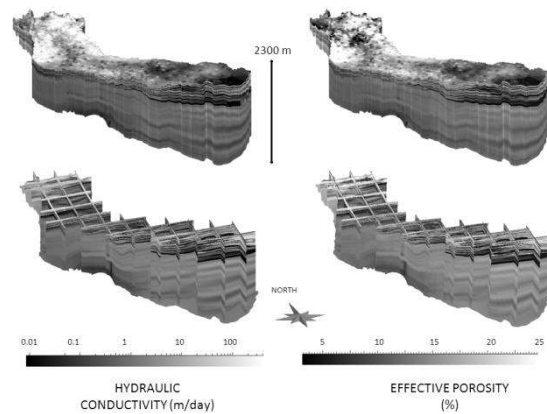 2300 m
NORTH
0.01 0.1 1 10 100
5 10 15 20 25
HYDRAULIC
CONDUCTIVITY (m/day)
EFFECTIVE POROSITY
(%)